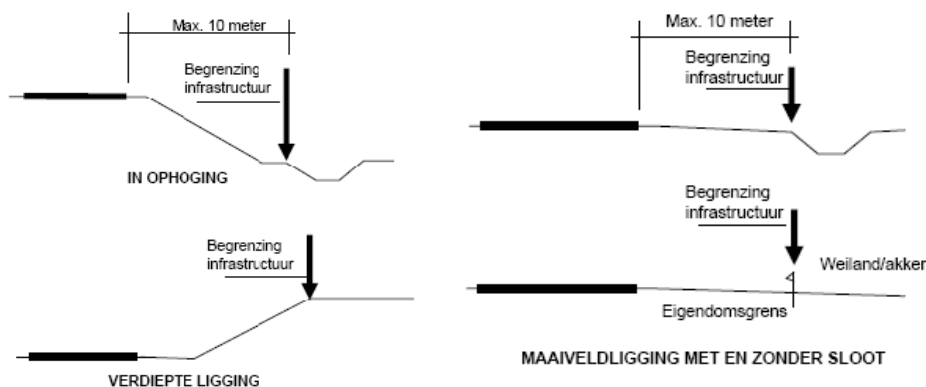 Max. 10 meter
Begrenzing
infrastructuur
IN OPHOGING
Begrenzing
infrastructuur
VERDIEPTE LIGGING
Max. 10 meter
Begrenzing
infrastructuur
Begrenzing
infrastructuur
Weiland/akker
Eigendomsgrens
MAAIVELDLIGGING MET EN ZONDER SLOOT